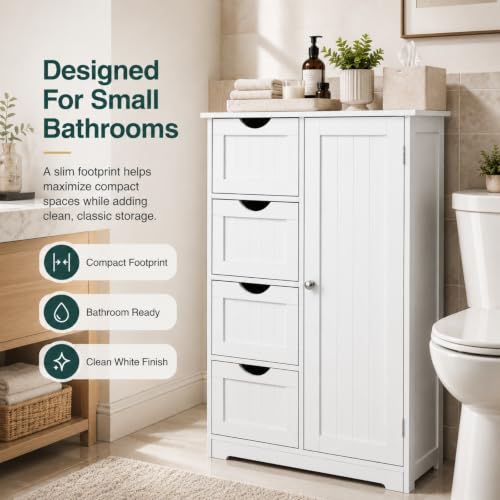 Designed
For Small
Bathrooms
A slim footprint helps
maximize compact
spaces while adding
clean, classic storage.
Compact Footprint
Bathroom Ready
Clean White Finish